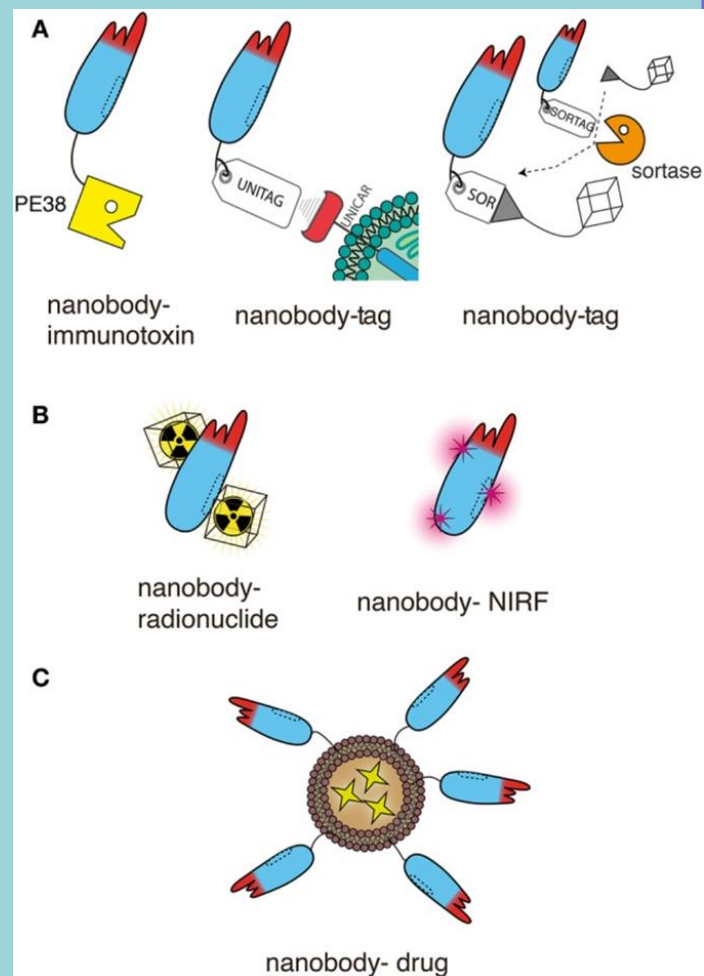 A
PE38
UNITAG
UNICAR
SORTAG
sortase
SOR
nanobody-
immunotoxin
nanobody-tag
nanobody-tag
B
nanobody-
radionuclide
nanobody- NIRF
C
nanobody- drug